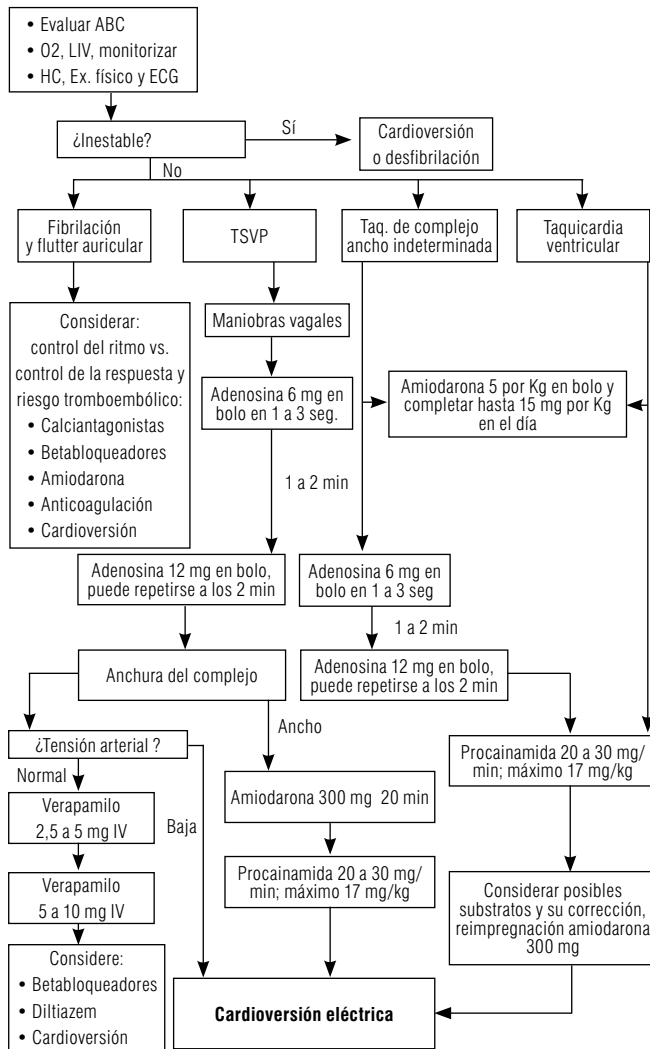 • Evaluar ABC
• O2, LIV, monitorizar
• HC, Ex. físico y ECG
¿Inestable?
Sí
Cardioversión
o desfibrilación
No
Fibrilación
y flutter auricular
TSVP
Taq. de complejo
ancho indeterminada
Taquicardia
ventricular
Considerar:
control del ritmo vs.
control de la respuesta y
riesgo tromboembólico:
• Calciantagonistas
• Betabloqueadores
• Amiodarona
• Anticoagulación
• Cardioversión
Maniobras vagales
Adenosina 6 mg en
bolo en 1 a 3 seg.
Amiodarona 5 por Kg en bolo y
completar hasta 15 mg por Kg
en el día
1 a 2 min
Adenosina 12 mg en bolo,
puede repetirse a los 2 min
Adenosina 6 mg en
bolo en 1 a 3 seg
1 a 2 min
Anchura del complejo
Adenosina 12 mg en bolo,
puede repetirse a los 2 min
Ancho
¿Tensión arterial ?
Normal
Baja
Verapamilo
2,5 a 5 mg IV
Amiodarona 300 mg 20 min
Procainamida 20 a 30 mg/
min; máximo 17 mg/kg
Verapamilo
5 a 10 mg IV
Procainamida 20 a 30 mg/
min; máximo 17 mg/kg
Considerar posibles
substratos y su corrección,
reimpregnación amiodarona
300 mg
Considere:
• Betabloqueadores
• Diltiazem
• Cardioversión
Cardioversión eléctrica